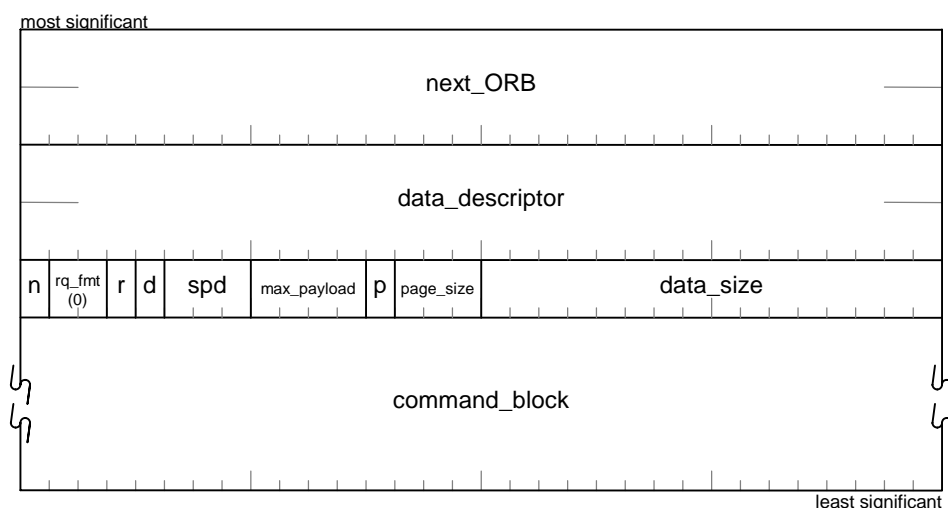 most significant
next_ORB
data_descriptor
n rq_fmt (0) r d spd max_payload p page_size data_size
command_block
least significant